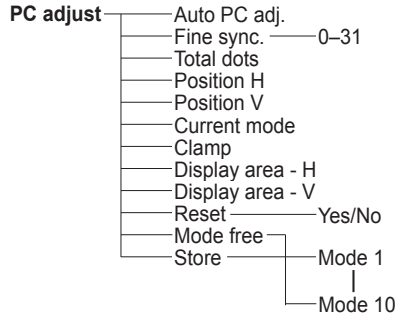 PC adjust Auto PC adj.
Fine sync. 0–31
Total dots
Position H
Position V
Current mode
Clamp
Display area - H
Display area - V
Reset Yes/No
Mode free
Store Mode 1
Mode 10